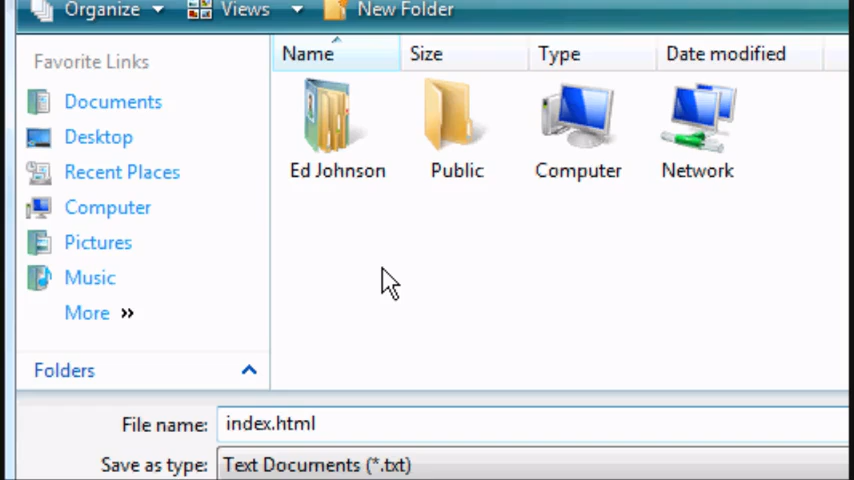 Organize Views New Folder
Favorite Links
Name Size Type Date modified
Documents
Desktop
Recent Places
Computer
Pictures
Music
More »
Folders
Ed Johnson Public Computer Network
File name: index.html
Save as type: Text Documents (*.txt)